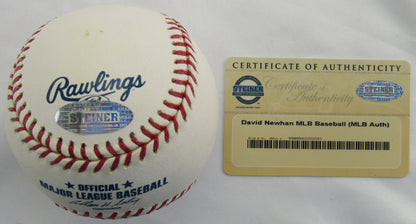 Rawlings
STEINER
OFFICIAL
MAJOR LEAGUE BASEBALL
CERTIFICATE OF AUTHENTICITY
STEINER
Certificate of
Authenticity
STEINER
David Newhan MLB Baseball (MLB Auth)